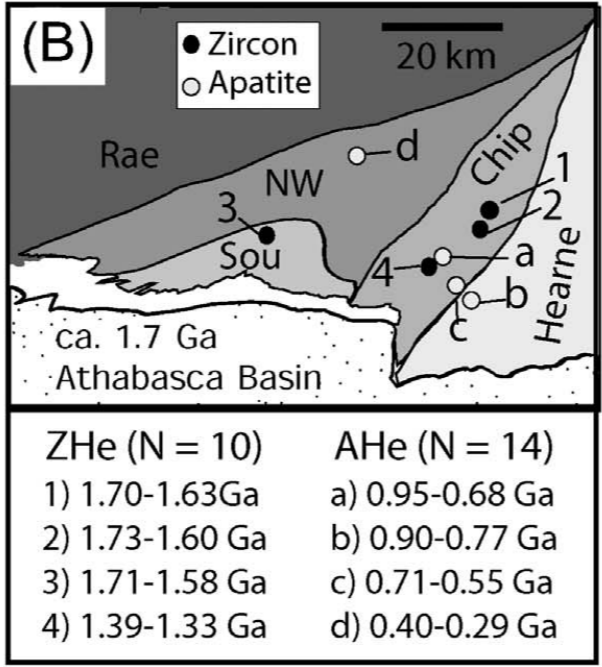 (B)
Zircon
Apatite
20 km
Rae
d
NW
Chip
1
2
3
Sou
4
a
b
c
Hearne
ca. 1.7 Ga
Athabasca Basin
ZHe (N = 10)
1) 1.70-1.63Ga
2) 1.73-1.60 Ga
3) 1.71-1.58 Ga
4) 1.39-1.33 Ga
AHe (N = 14)
a) 0.95-0.68 Ga
b) 0.90-0.77 Ga
c) 0.71-0.55 Ga
d) 0.40-0.29 Ga